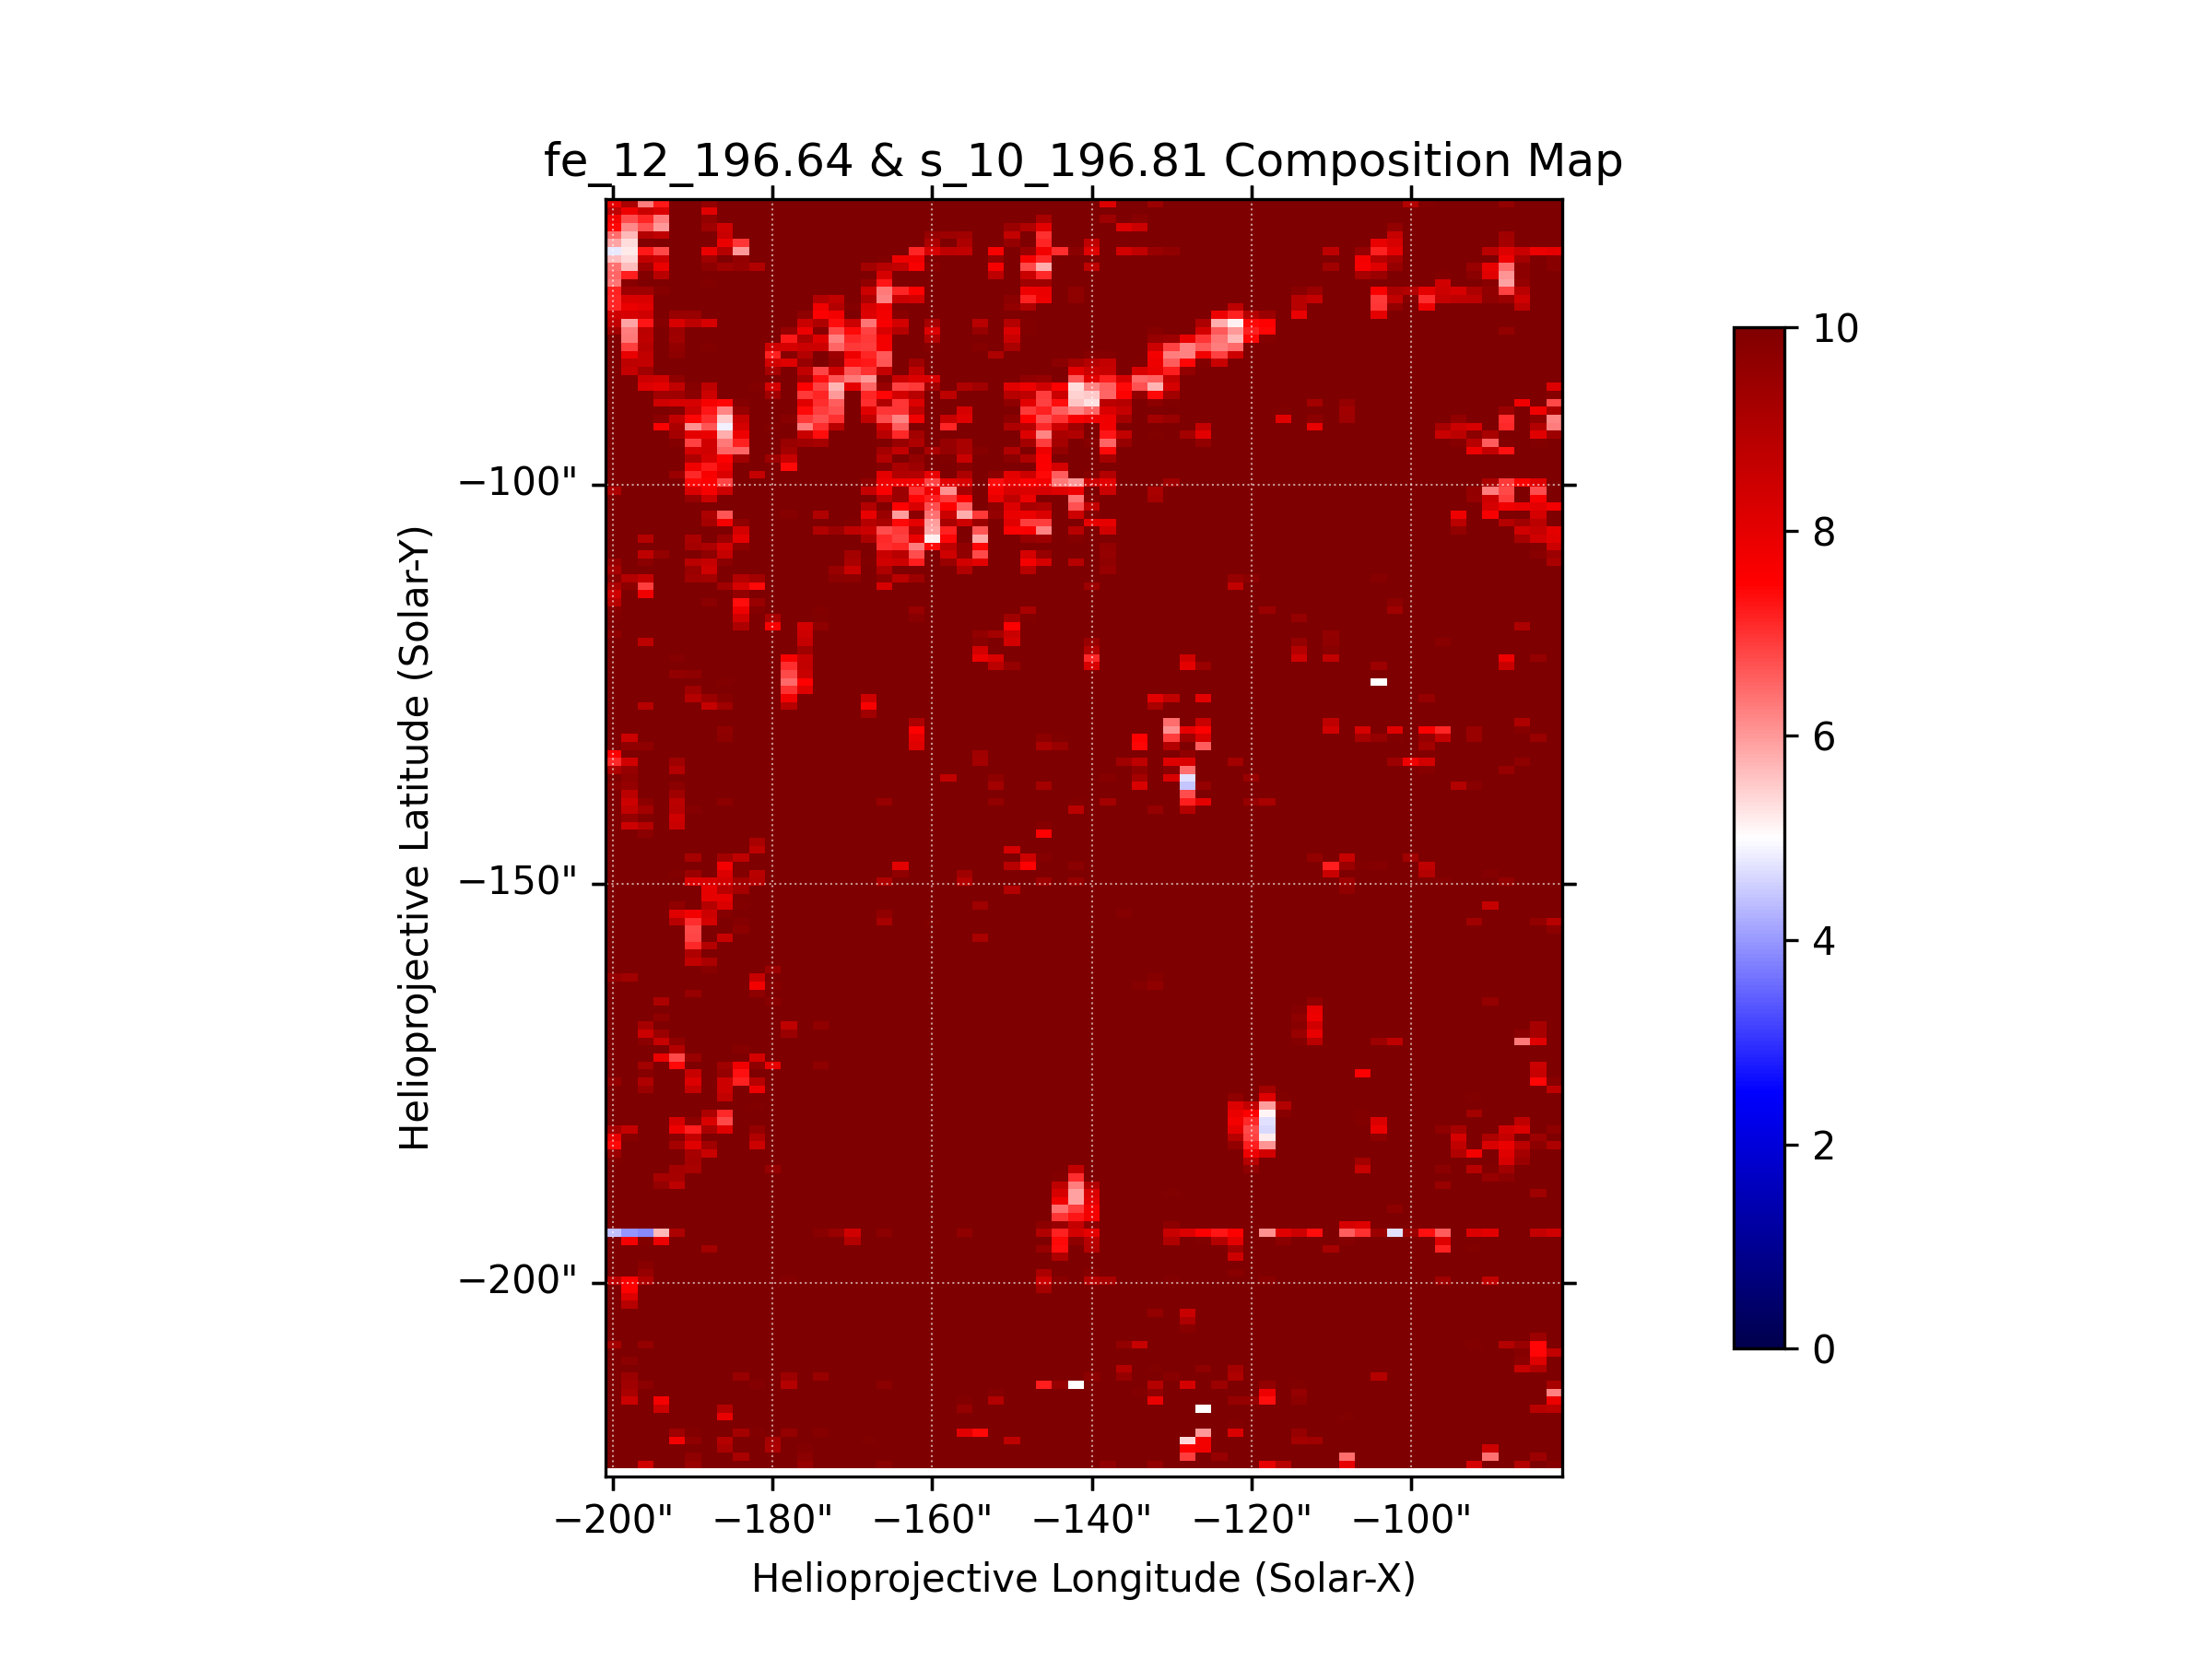 fe_12_196.64 & s_10_196.81 Composition Map
−100"
−150"
−200"
Helioprojective Latitude (Solar-Y)
−200" −180" −160" −140" −120" −100"
Helioprojective Longitude (Solar-X)
10
8
6
4
2
0